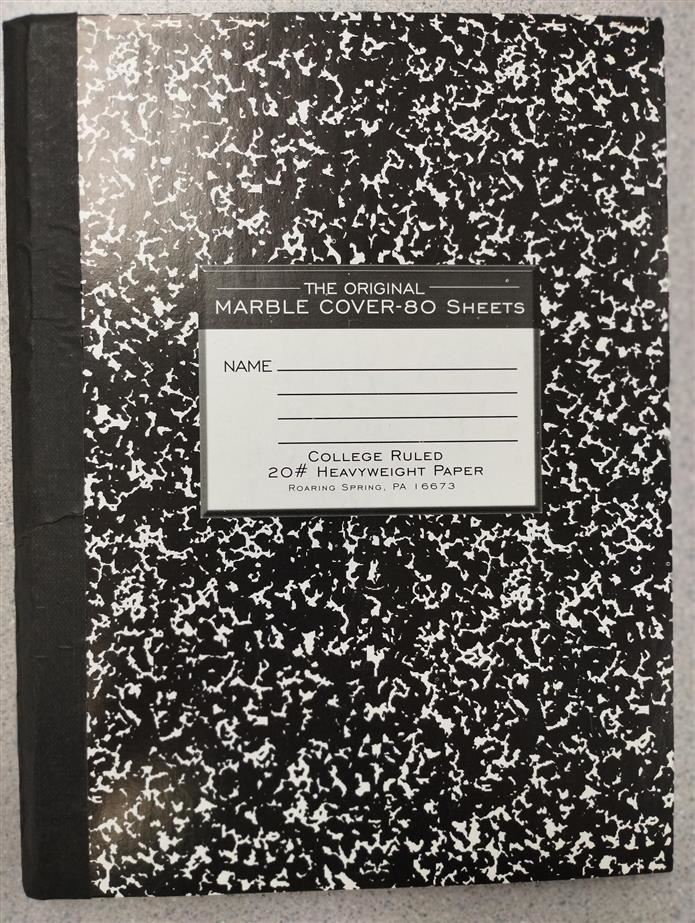 THE ORIGINAL
MARBLE COVER-80 SHEETS
NAME
COLLEGE RULED
20# HEAVYWEIGHT PAPER
ROARING SPRING, PA 16673